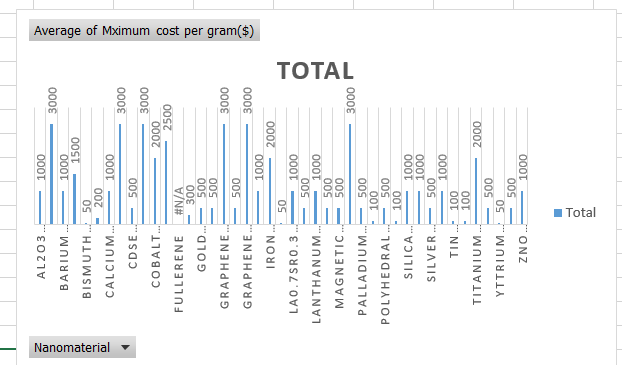 Average of Mximum cost per gram($)
TOTAL
1000
3000
1000
1500
50
200
1000
3000
500
3000
2000
2500
#N/A
300
500
500
3000
500
3000
500
1000
2000
50
1000
500
1000
500
500
3000
500
100
500
100
1000
1000
500
1000
100
100
2000
500
50
500
1000
Total
AL2O3…
BARIUM…
BISMUTH…
CALCIUM…
CDSE…
COBALT…
FULLERENE
GOLD…
GRAPHENE…
GRAPHENE…
IRON…
LA0.7SR0.3…
LANTHANUM…
MAGNETIC…
PALLADIUM…
POLYHEDRAL…
SILICA…
SILVER…
TIN…
TITANIUM…
YTTRIUM…
ZNO…
Nanomaterial